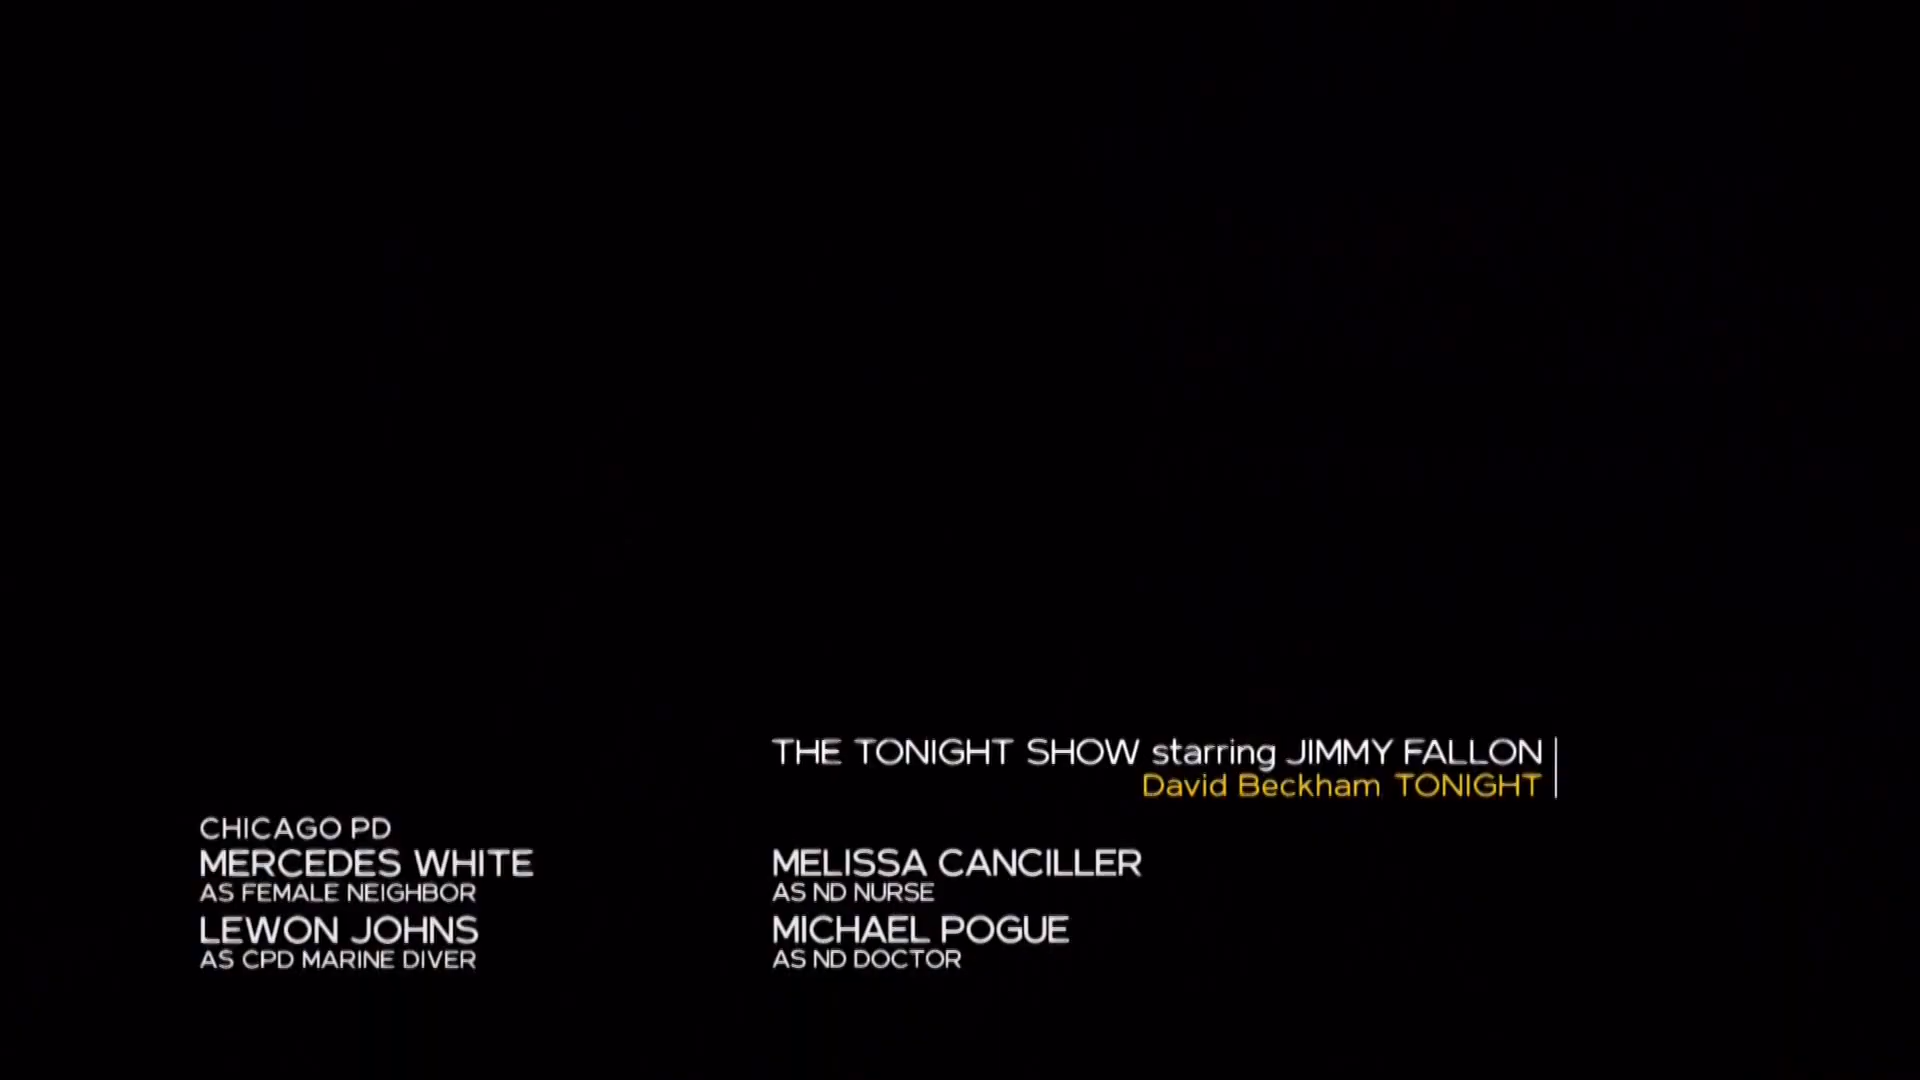 THE TONIGHT SHOW starring JIMMY FALLON
David Beckham TONIGHT
CHICAGO PD
MERCEDES WHITE
AS FEMALE NEIGHBOR
LEWON JOHNS
AS CPD MARINE DIVER
MELISSA CANCILLER
AS ND NURSE
MICHAEL POGUE
AS ND DOCTOR